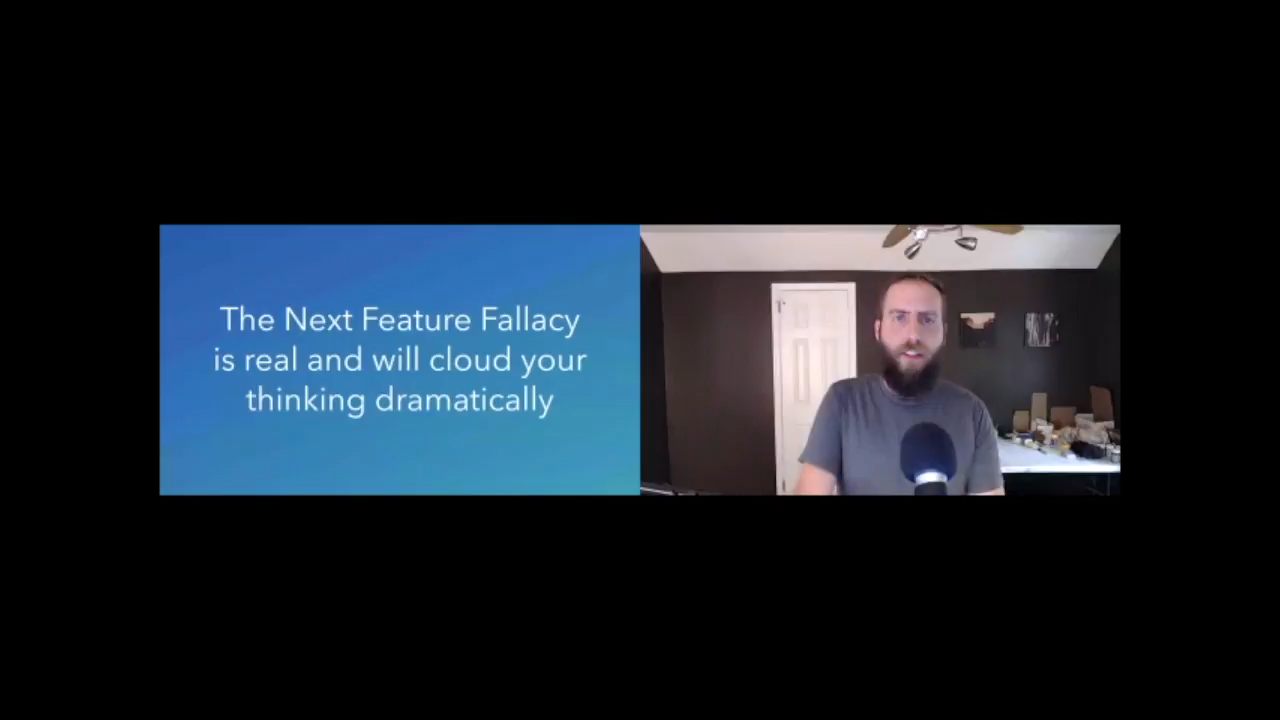 The Next Feature Fallacy
is real and will cloud your
thinking dramatically